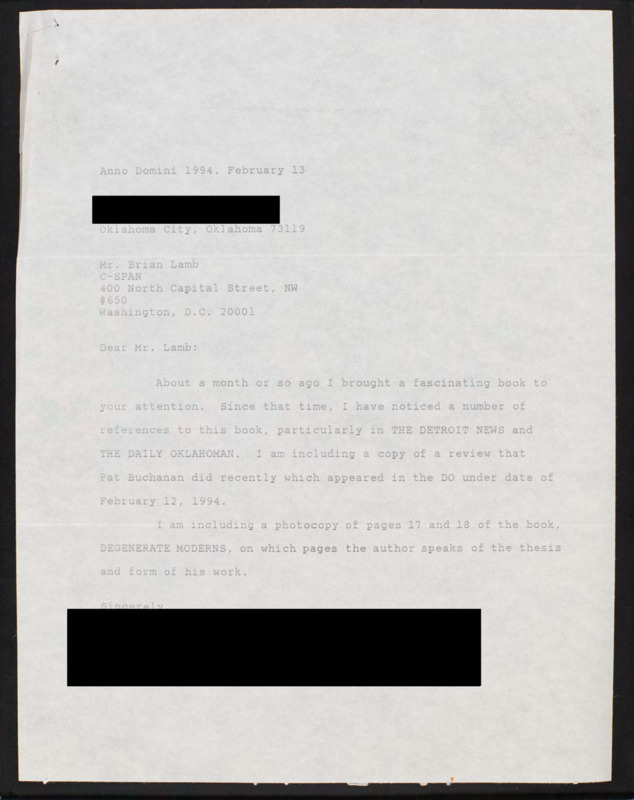 Anno Domini 1994, February 13
Oklahoma City, Oklahoma 73119
Mr. Brian Lamb
C-SPAN
400 North Capital Street, NW
#650
Washington, D.C. 20001
Dear Mr. Lamb:
About a month or so ago I brought a fascinating book to
your attention. Since that time, I have noticed a number of
references to this book, particularly in THE DETROIT NEWS and
THE DAILY OKLAHOMAN. I am including a copy of a review that
Pat Buchanan did recently which appeared in the DO under date of
February 12, 1994.
I am including a photocopy of pages 17 and 18 of the book,
DEGENERATE MODERNS, on which pages the author speaks of the thesis
and form of his work.
Sincerely